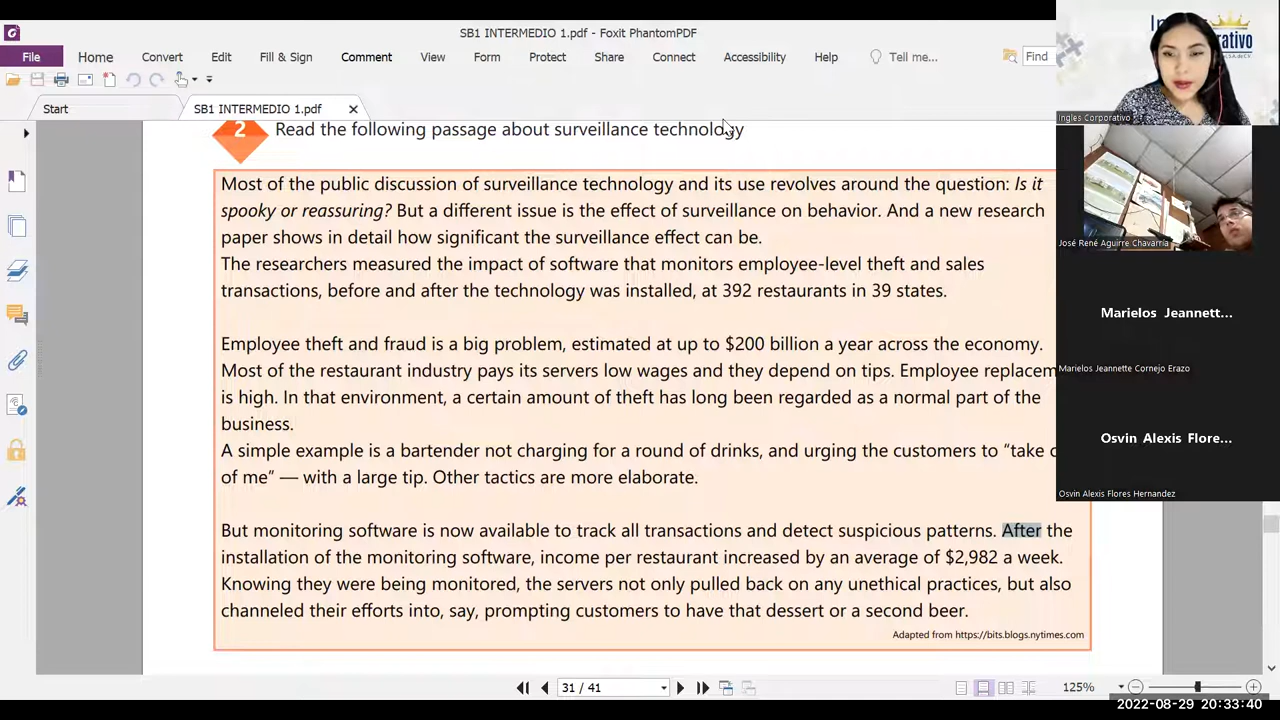 SB1 INTERMEDIO 1.pdf - Foxit PhantomPDF
File Home Convert Edit Fill & Sign Comment View Form Protect Share Connect Accessibility Help Tell me... Find
Start SB1 INTERMEDIO 1.pdf
2 Read the following passage about surveillance technology
Most of the public discussion of surveillance technology and its use revolves around the question: Is it
spooky or reassuring? But a different issue is the effect of surveillance on behavior. And a new research
paper shows in detail how significant the surveillance effect can be.
The researchers measured the impact of software that monitors employee-level theft and sales
transactions, before and after the technology was installed, at 392 restaurants in 39 states.
Employee theft and fraud is a big problem, estimated at up to $200 billion a year across the economy.
Most of the restaurant industry pays its servers low wages and they depend on tips. Employee replacem
is high. In that environment, a certain amount of theft has long been regarded as a normal part of the
business.
A simple example is a bartender not charging for a round of drinks, and urging the customers to “take
of me” — with a large tip. Other tactics are more elaborate.
But monitoring software is now available to track all transactions and detect suspicious patterns. After the
installation of the monitoring software, income per restaurant increased by an average of $2,982 a week.
Knowing they were being monitored, the servers not only pulled back on any unethical practices, but also
channeled their efforts into, say, prompting customers to have that dessert or a second beer.
Adapted from https://bits.blogs.nytimes.com
31 / 41
125%
Ingles Corporativo
José René Aguirre Chavarría
Marielos Jeannett...
Marielos Jeannette Cornejo Erazo
Osvin Alexis Flore...
Osvin Alexis Flores Hernandez
2022-08-29 20:33:40